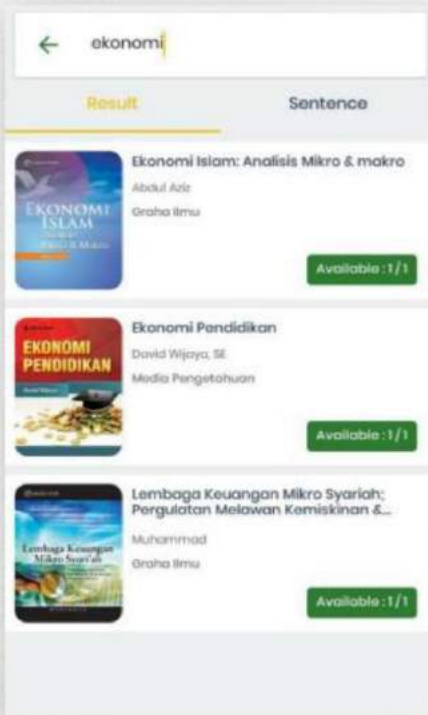 ekonomi
Result
Sentence
EKONOMI
ISLAM
Ekonomi Islam: Analisis Mikro & makro
Abdul Aziz
Graha Ilmu
Available : 1/1
EKONOMI
PENDIDIKAN
Ekonomi Pendidikan
David Wijaya, SE
Media Pengetahuan
Available : 1/1
Lembaga Keuangan
Mikro Syari'ah
Lembaga Keuangan Mikro Syariah;
Pergulatan Melawan Kemiskinan &...
Muhammad
Graha Ilmu
Available : 1/1